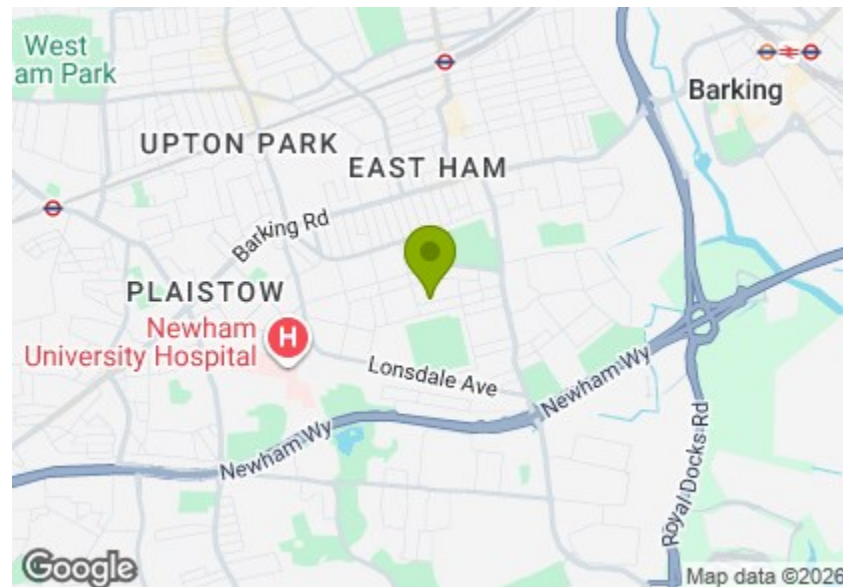 West
am Park
Barking
UPTON PARK
EAST HAM
Barking Rd
PLAISTOW
Newham
University Hospital
H
Lonsdale Ave
Newham Wy
Newham Wy
Royal Docks Rd
Google
Map data ©2026